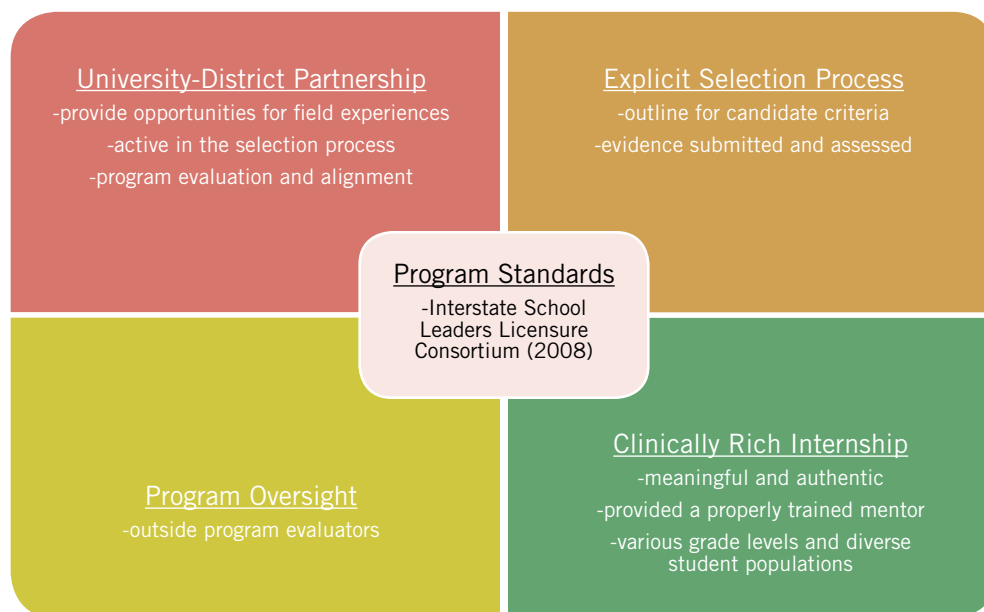 University-District Partnership
-provide opportunities for field experiences
-active in the selection process
-program evaluation and alignment
Explicit Selection Process
-outline for candidate criteria
-evidence submitted and assessed
Program Standards
-Interstate School
Leaders Licensure
Consortium (2008)
Program Oversight
-outside program evaluators
Clinically Rich Internship
-meaningful and authentic
-provided a properly trained mentor
-various grade levels and diverse
student populations